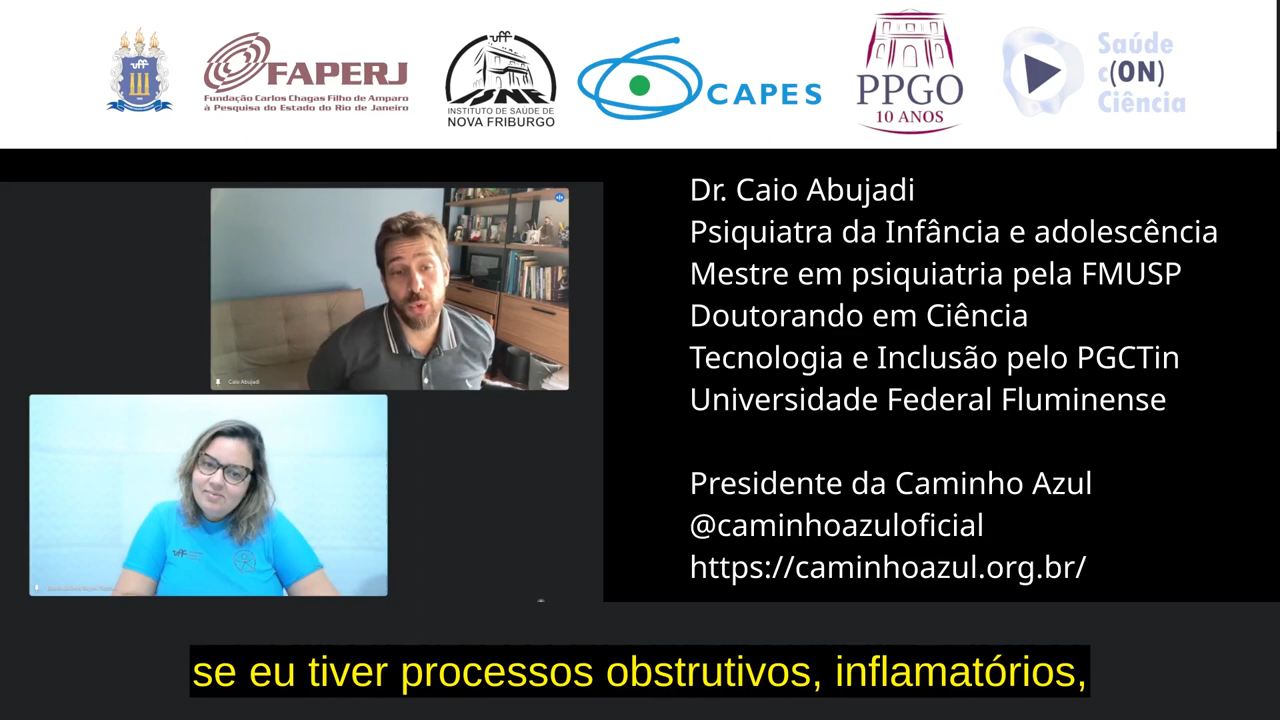 FAPERJ
Fundação Carlos Chagas Filho de Amparo
à Pesquisa do Estado do Rio de Janeiro
uff
INSTITUTO DE SAÚDE DE
NOVA FRIBURGO
CAPES
PPGO
10 ANOS
Saúde
c(ON)
Ciência
Dr. Caio Abujadi
Psiquiatra da Infância e adolescência
Mestre em psiquiatria pela FMUSP
Doutorando em Ciência
Tecnologia e Inclusão pelo PGCTin
Universidade Federal Fluminense
Presidente da Caminho Azul
@caminhoazuloficial
https://caminhoazul.org.br/
Caio Abujadi
uff
se eu tiver processos obstrutivos, inflamatórios,